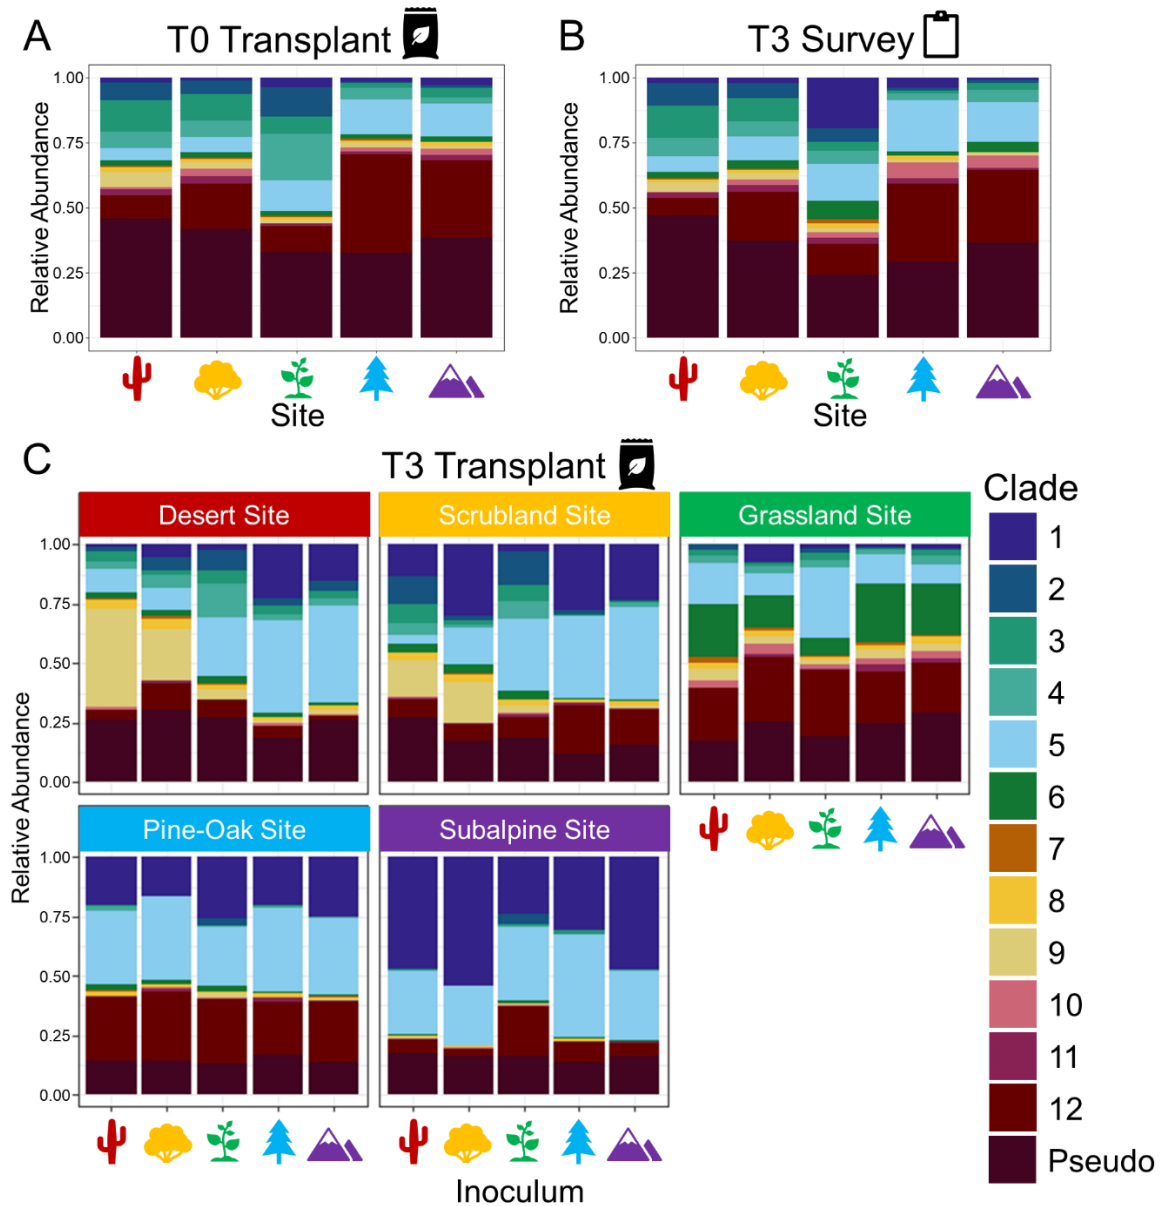 A
T0 Transplant
Relative Abundance
1.00
0.75
0.50
0.25
0.00
Site
B
T3 Survey
Relative Abundance
1.00
0.75
0.50
0.25
0.00
Site
C
T3 Transplant
Desert Site
Scrubland Site
Grassland Site
1.00
0.75
0.50
0.25
0.00
Relative Abundance
Pine-Oak Site
Subalpine Site
1.00
0.75
0.50
0.25
0.00
Inoculum
Clade
1
2
3
4
5
6
7
8
9
10
11
12
Pseudo